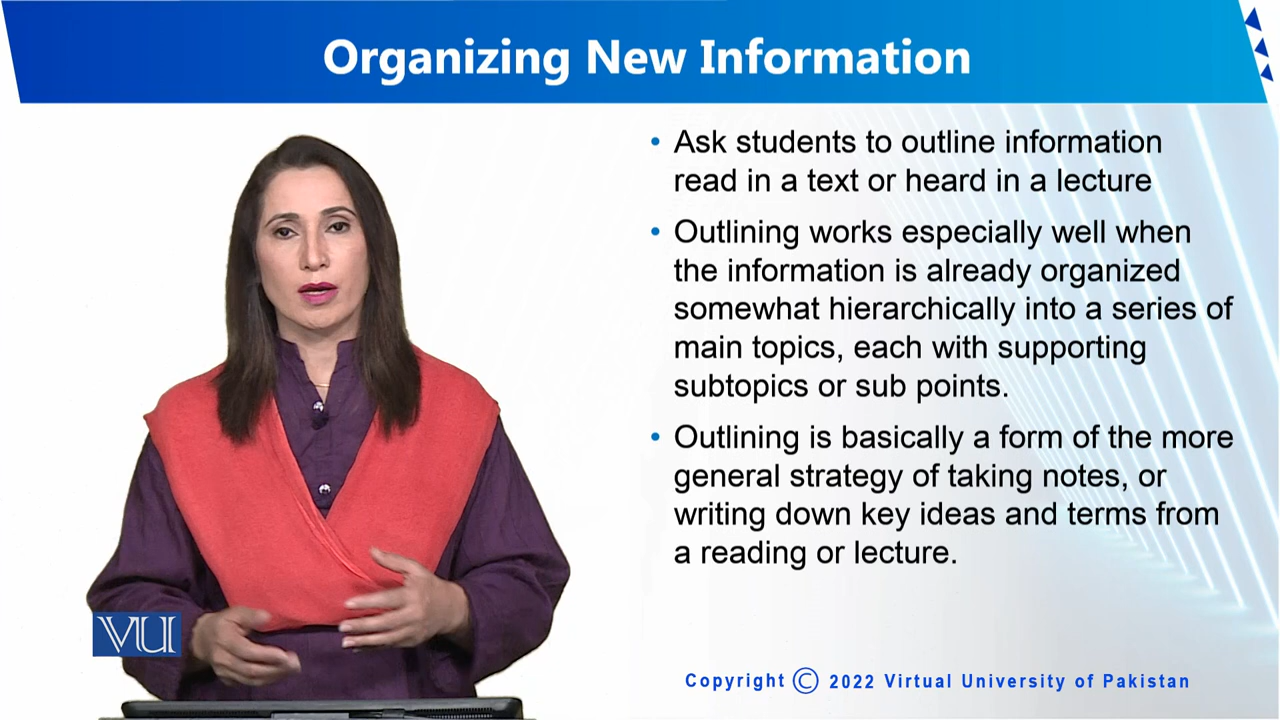 Organizing New Information
• Ask students to outline information
read in a text or heard in a lecture
• Outlining works especially well when
the information is already organized
somewhat hierarchically into a series of
main topics, each with supporting
subtopics or sub points.
• Outlining is basically a form of the more
general strategy of taking notes, or
writing down key ideas and terms from
a reading or lecture.
VU
Copyright © 2022 Virtual University of Pakistan